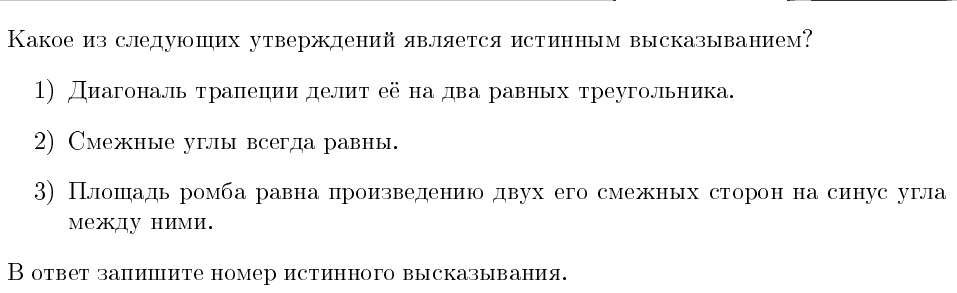 Какое из следующих утверждений является истинным высказыванием?
1) Диагональ трапеции делит её на два равных треугольника.
2) Смежные углы всегда равны.
3) Площадь ромба равна произведению двух его смежных сторон на синус угла
между ними.
В ответ запишите номер истинного высказывания.